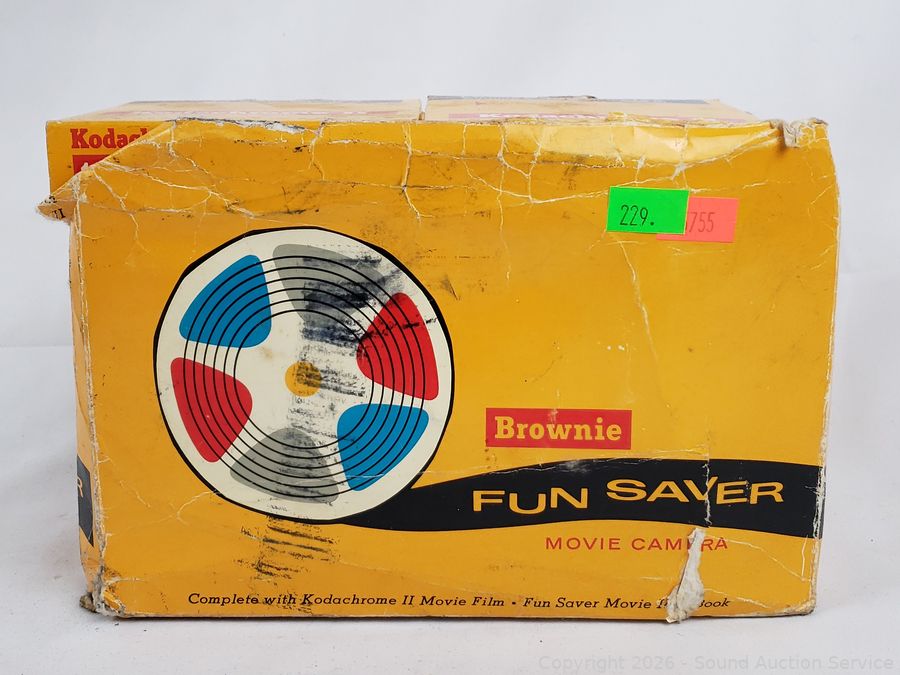 229.
755
Brownie
FUN SAVER
MOVIE CAMERA
Complete with Kodachrome II Movie Film • Fun Saver Movie Book
Copyright 2026 - Sound Auction Service